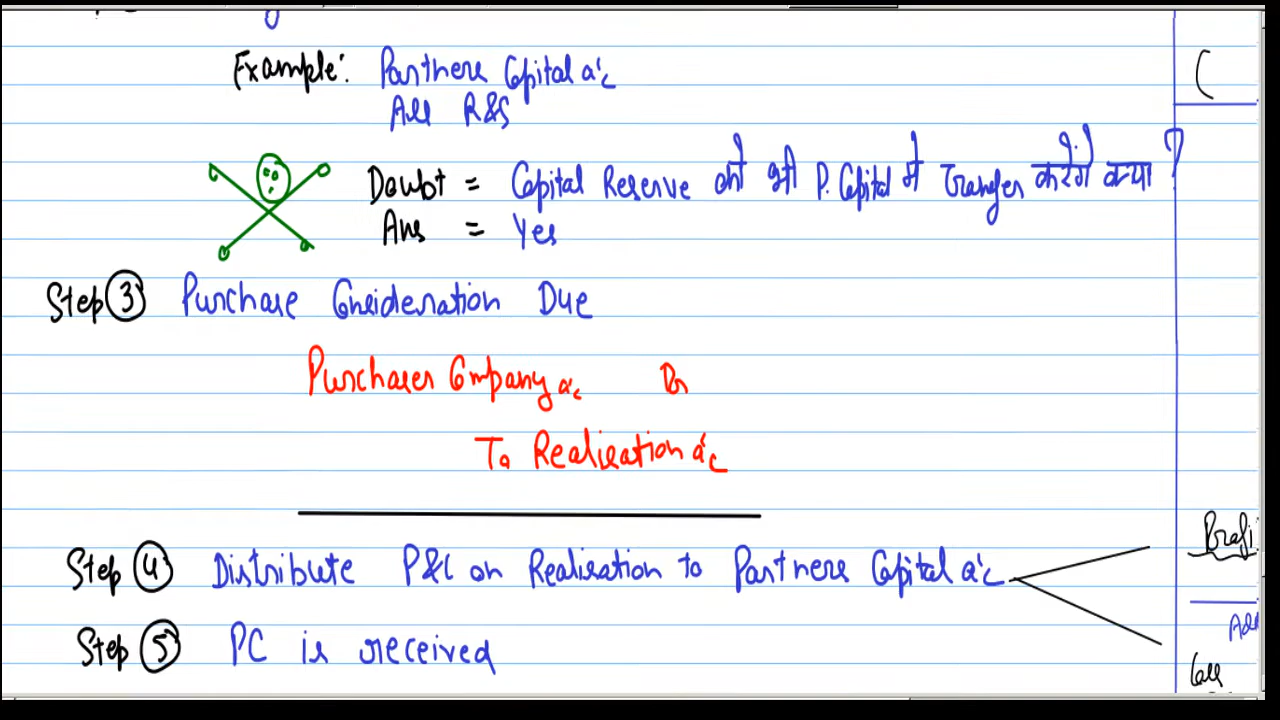 Example: Partners Capital a/c
All R&S
Doubt = Capital Reserve को भी P. Capital मे Transfer करेंगे क्या ?
Ans = Yes
Step 3 Purchase Consideration Due
Purchaser Company a/c Dr
To Realisation a/c
Step 4 Distribute P&L on Realisation to Partners Capital a/c
Step 5 PC is received